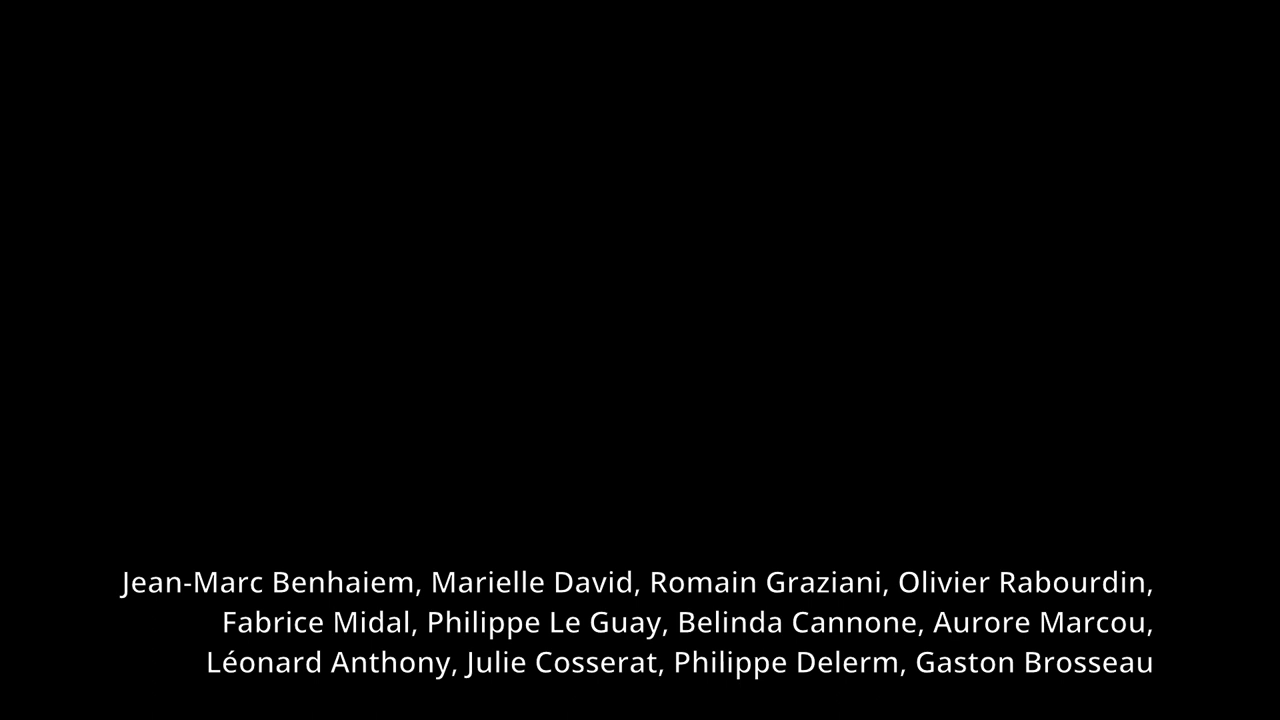 Jean-Marc Benhaiem, Marielle David, Romain Graziani, Olivier Rabourdin,
Fabrice Midal, Philippe Le Guay, Belinda Cannone, Aurore Marcou,
Léonard Anthony, Julie Cosserat, Philippe Delerm, Gaston Brosseau